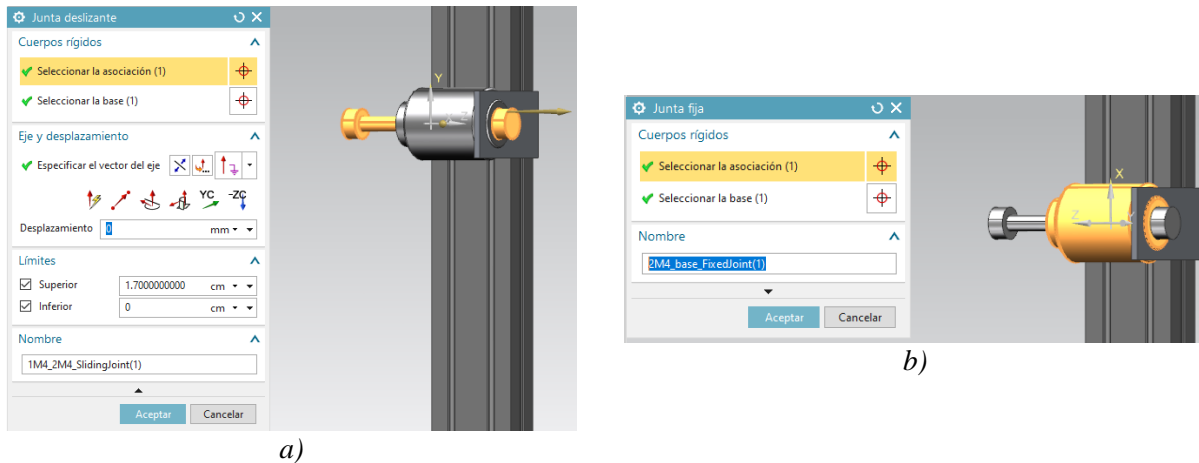 Junta deslizante
Cuerpos rígidos
Seleccionar la asociación (1)
Seleccionar la base (1)
Eje y desplazamiento
Especificar el vector del eje
YC -ZC
Desplazamiento 0 mm
Límites
Superior 1.7000000000 cm
Inferior 0 cm
Nombre
1M4_2M4_SlidingJoint(1)
Aceptar Cancelar
Y
Z
a)
Junta fija
Cuerpos rígidos
Seleccionar la asociación (1)
Seleccionar la base (1)
Nombre
2M4_base_FixedJoint(1)
Aceptar Cancelar
X
Z
b)